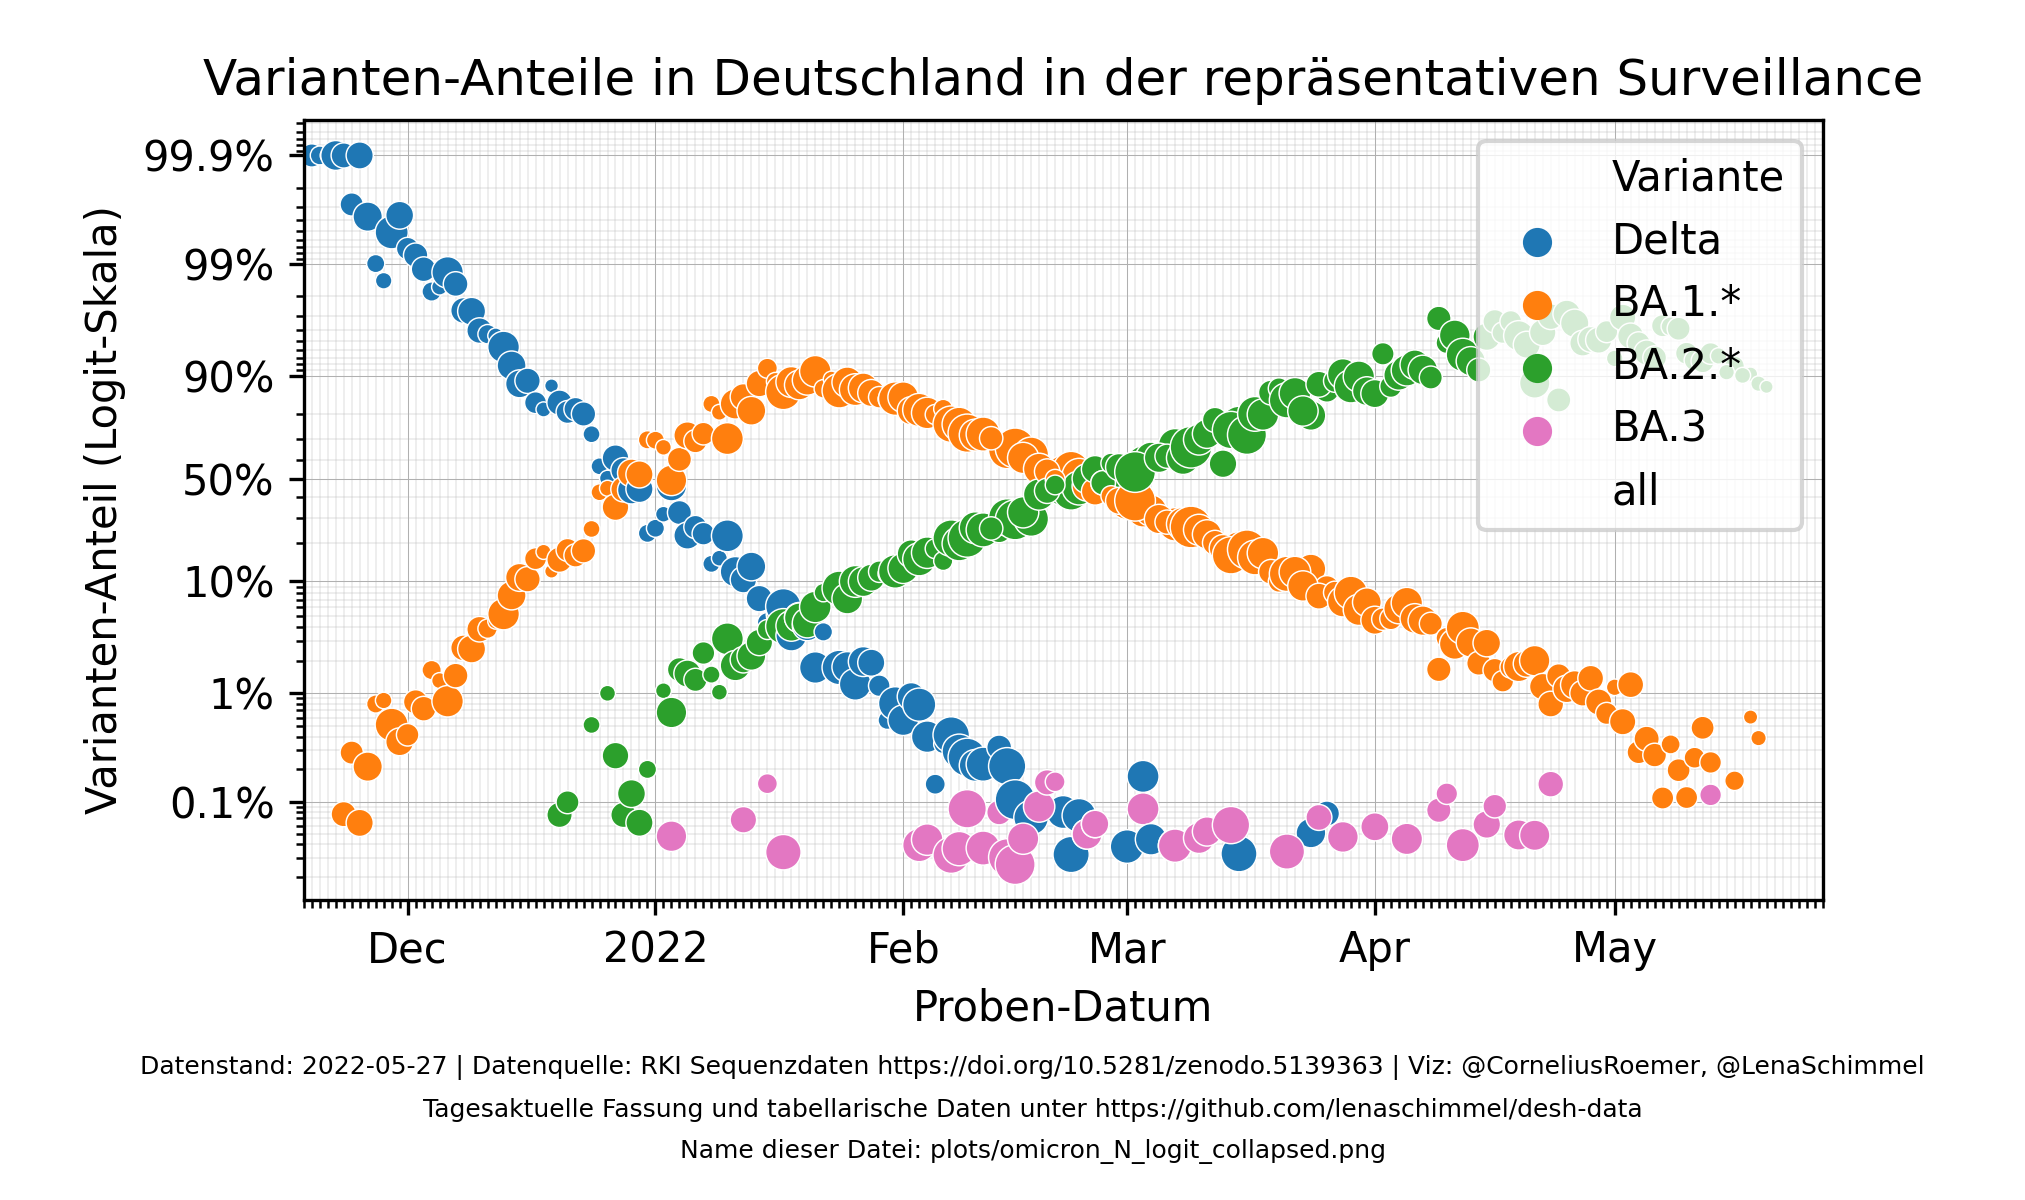 Varianten-Anteile in Deutschland in der repräsentativen Surveillance
Varianten-Anteil (Logit-Skala)
99.9%
99%
90%
50%
10%
1%
0.1%
Variante
Delta
BA.1.*
BA.2.*
BA.3
all
Dec 2022 Feb Mar Apr May
Proben-Datum
Datenstand: 2022-05-27 | Datenquelle: RKI Sequenzdaten https://doi.org/10.5281/zenodo.5139363 | Viz: @CorneliusRoemer, @LenaSchimmel
Tagesaktuelle Fassung und tabellarische Daten unter https://github.com/lenaschimmel/desh-data
Name dieser Datei: plots/omicron_N_logit_collapsed.png